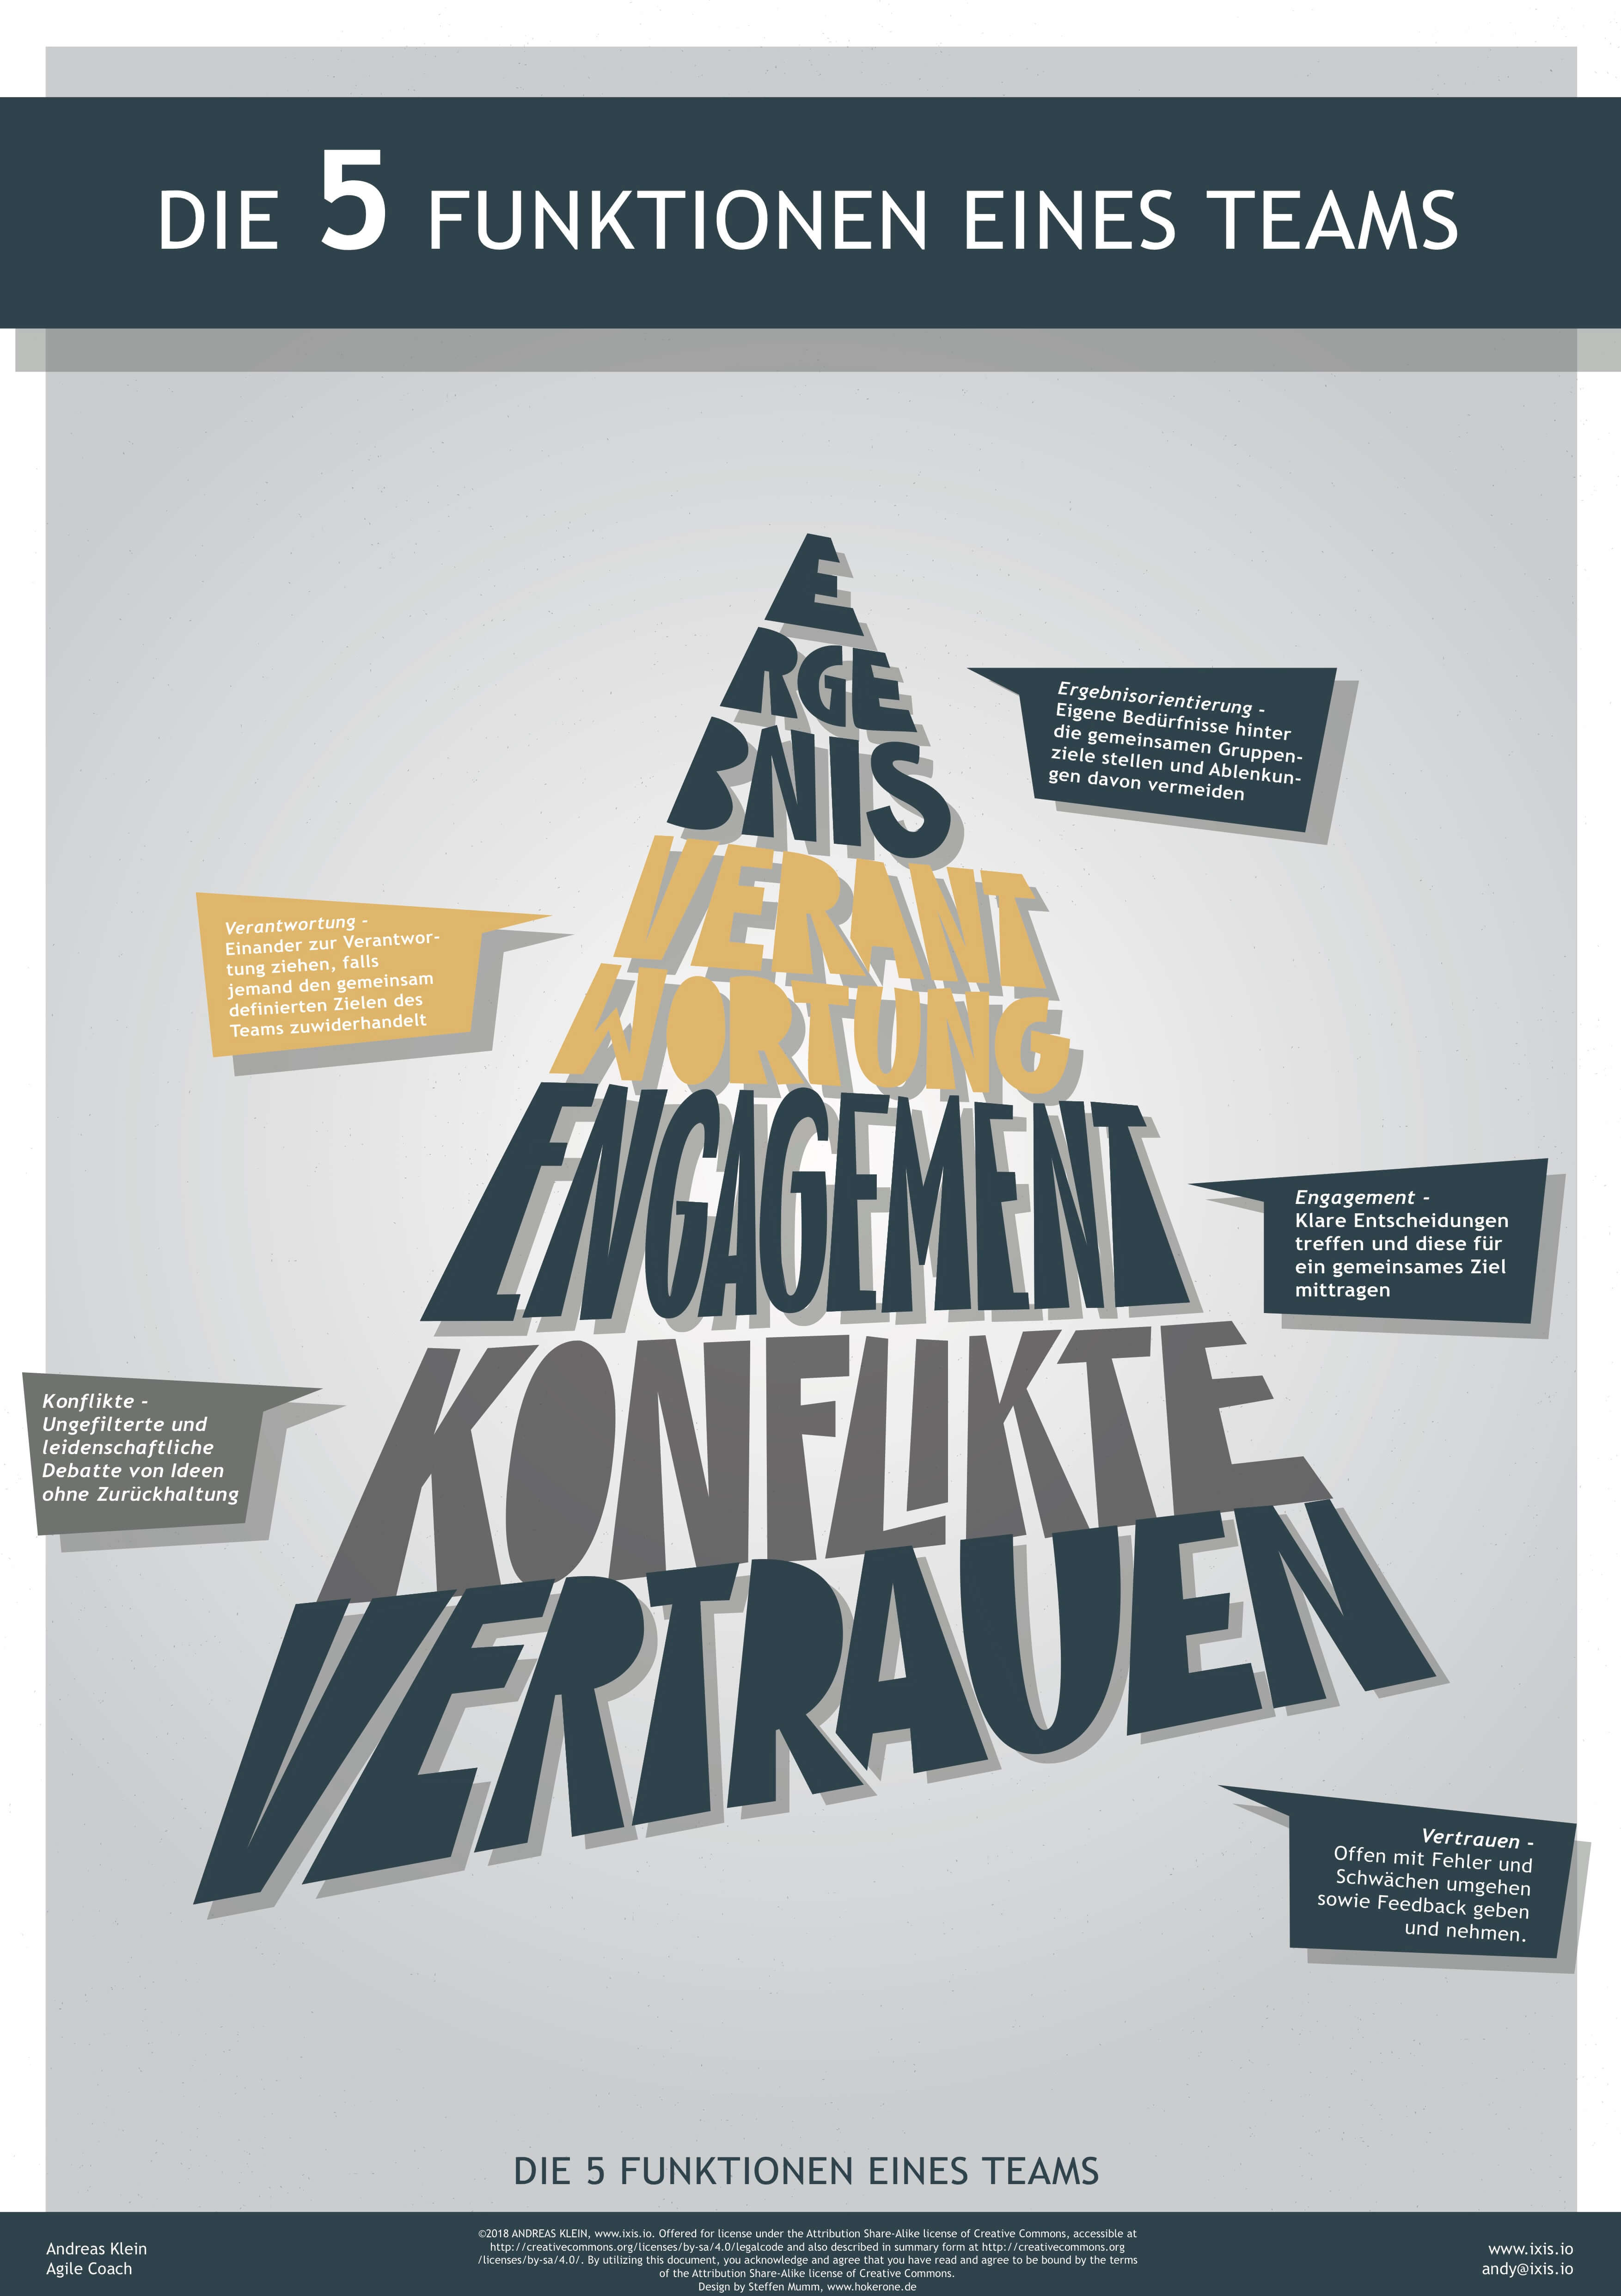 DIE 5 FUNKTIONEN EINES TEAMS
E
RGE
BNIS
Ergebnisorientierung -
Eigene Bedürfnisse hinter
die gemeinsamen Gruppen-
ziele stellen und Ablenkun-
gen davon vermeiden
VERANT
WORTUNG
Verantwortung -
Einander zur Verantwor-
tung ziehen, falls
jemand den gemeinsam
definierten Zielen des
Teams zuwiderhandelt
ENGAGEMENT
Engagement -
Klare Entscheidungen
treffen und diese für
ein gemeinsames Ziel
mittragen
KONFLIKTE
Konflikte -
Ungefilterte und
leidenschaftliche
Debatte von Ideen
ohne Zurückhaltung
VERTRAUEN
Vertrauen -
Offen mit Fehler und
Schwächen umgehen
sowie Feedback geben
und nehmen.
DIE 5 FUNKTIONEN EINES TEAMS
Andreas Klein
Agile Coach
©2018 ANDREAS KLEIN, www.ixis.io. Offered for license under the Attribution Share-Alike license of Creative Commons, accessible at
http://creativecommons.org/licenses/by-sa/4.0/legalcode and also described in summary form at http://creativecommons.org
/licenses/by-sa/4.0/. By utilizing this document, you acknowledge and agree that you have read and agree to be bound by the terms
of the Attribution Share-Alike license of Creative Commons.
Design by Steffen Mumm, www.hokerone.de
www.ixis.io
andy@ixis.io